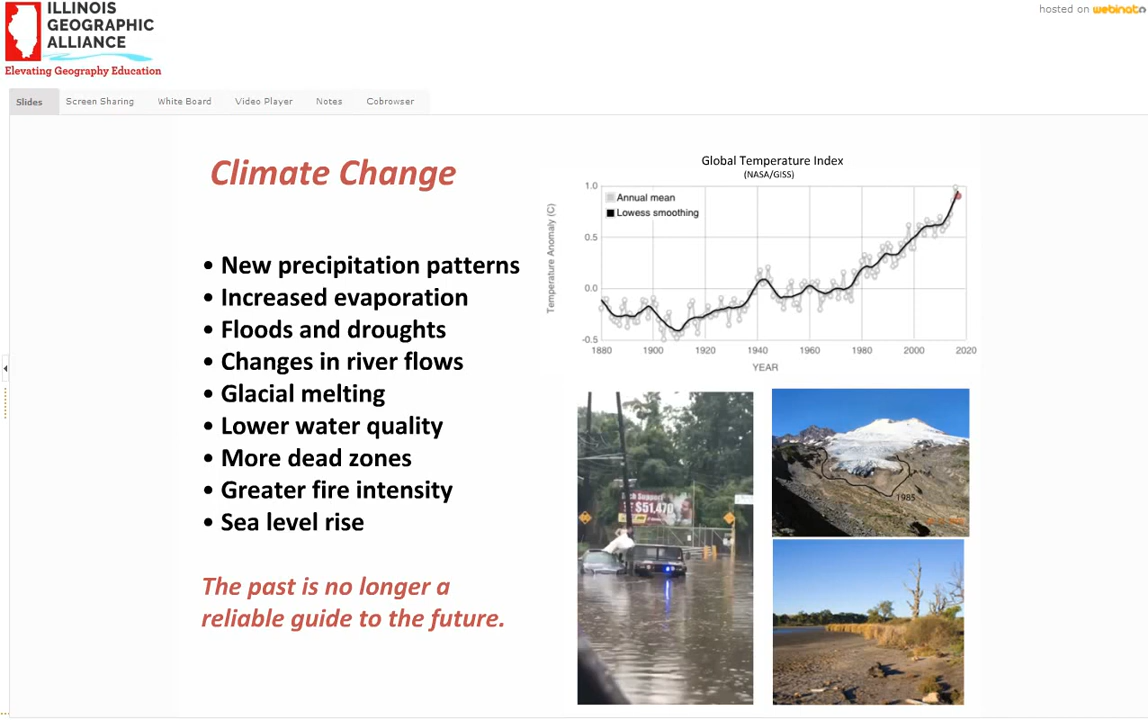 ILLINOIS
GEOGRAPHIC
ALLIANCE
Elevating Geography Education
hosted on webinato
Slides
Screen Sharing
White Board
Video Player
Notes
Cobrowser
Climate Change
• New precipitation patterns
• Increased evaporation
• Floods and droughts
• Changes in river flows
• Glacial melting
• Lower water quality
• More dead zones
• Greater fire intensity
• Sea level rise
The past is no longer a
reliable guide to the future.
Global Temperature Index
(NASA/GISS)
Annual mean
Lowess smoothing
Temperature Anomaly (C)
1.0
0.5
0.0
-0.5
1880 1900 1920 1940 1960 1980 2000 2020
YEAR
Support
$51,470
1985